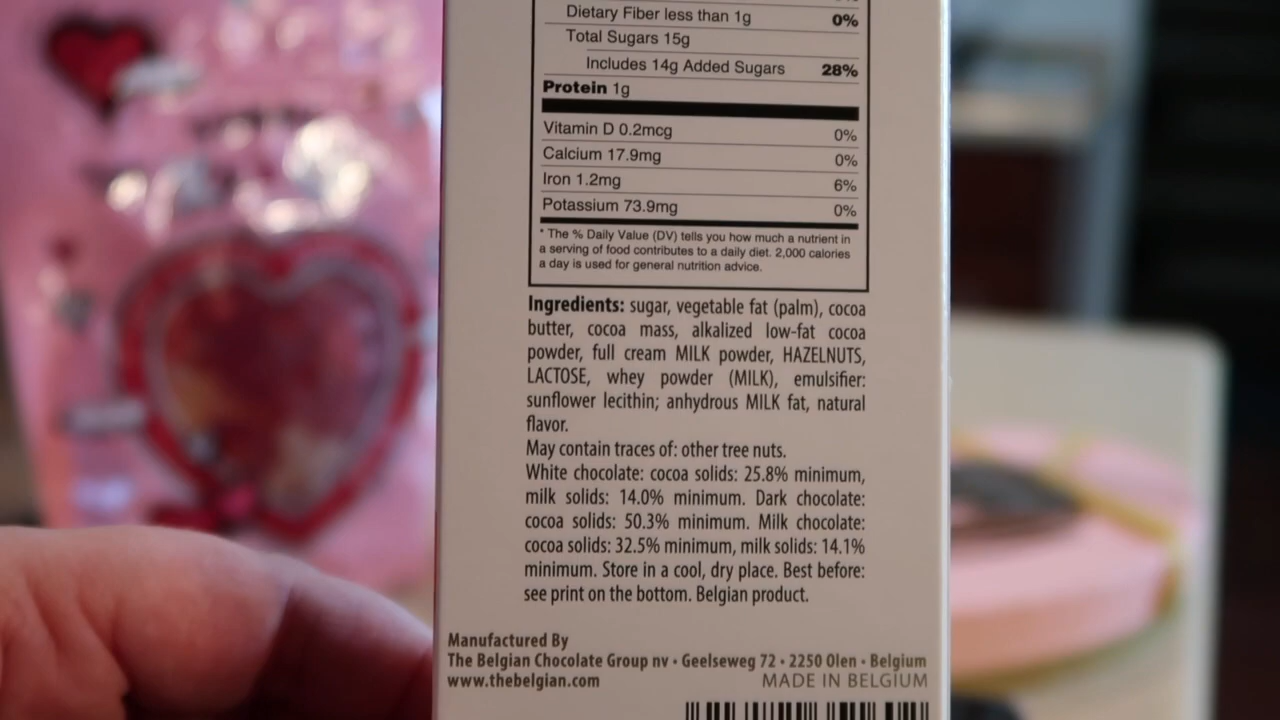 Dietary Fiber less than 1g 0%
Total Sugars 15g
Includes 14g Added Sugars 28%
Protein 1g
Vitamin D 0.2mcg 0%
Calcium 17.9mg 0%
Iron 1.2mg 6%
Potassium 73.9mg 0%
* The % Daily Value (DV) tells you how much a nutrient in
a serving of food contributes to a daily diet. 2,000 calories
a day is used for general nutrition advice.
Ingredients: sugar, vegetable fat (palm), cocoa
butter, cocoa mass, alkalized low-fat cocoa
powder, full cream MILK powder, HAZELNUTS,
LACTOSE, whey powder (MILK), emulsifier:
sunflower lecithin; anhydrous MILK fat, natural
flavor.
May contain traces of: other tree nuts.
White chocolate: cocoa solids: 25.8% minimum,
milk solids: 14.0% minimum. Dark chocolate:
cocoa solids: 50.3% minimum. Milk chocolate:
cocoa solids: 32.5% minimum, milk solids: 14.1%
minimum. Store in a cool, dry place. Best before:
see print on the bottom. Belgian product.
Manufactured By
The Belgian Chocolate Group nv • Geelseweg 72 • 2250 Olen • Belgium
www.thebelgian.com MADE IN BELGIUM